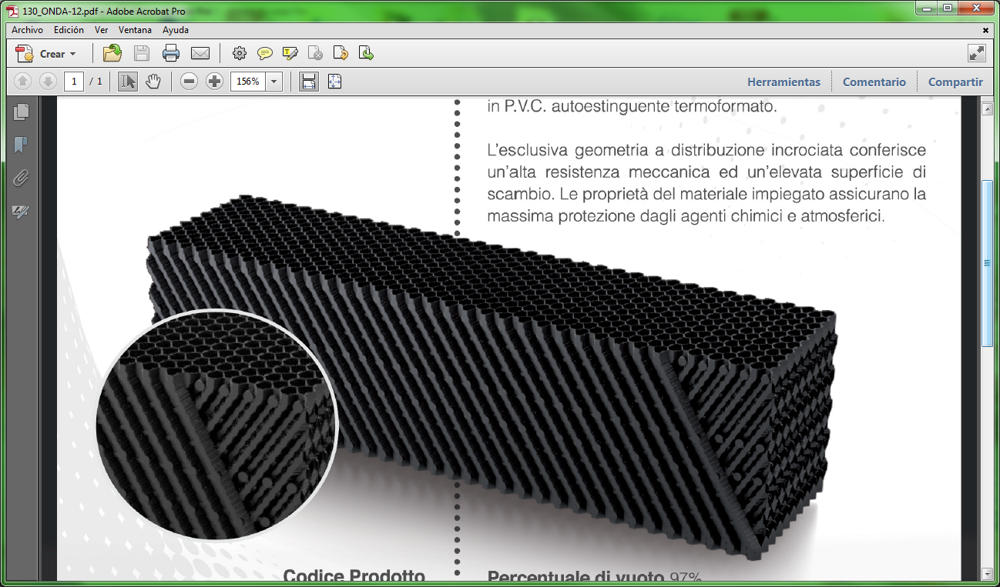 130_ONDA-12.pdf - Adobe Acrobat Pro
Archivo Edición Ver Ventana Ayuda
Crear
1 / 1 156% Herramientas Comentario Compartir
in P.V.C. autoestinguente termoformato.
L'esclusiva geometria a distribuzione incrociata conferisce
un'alta resistenza meccanica ed un'elevata superficie di
scambio. Le proprietà del materiale impiegato assicurano la
massima protezione dagli agenti chimici e atmosferici.
Codice Prodotto
Percentuale di vuoto 97%